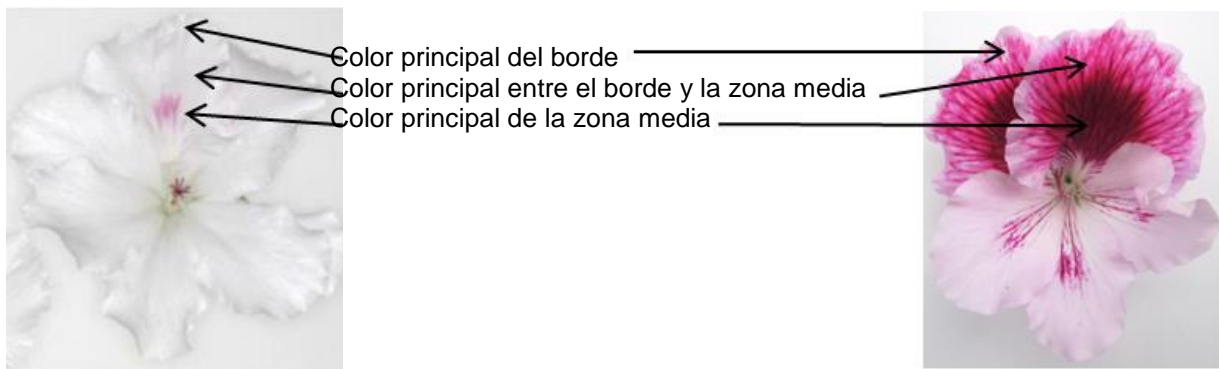 Color principal del borde
Color principal entre el borde y la zona media
Color principal de la zona media